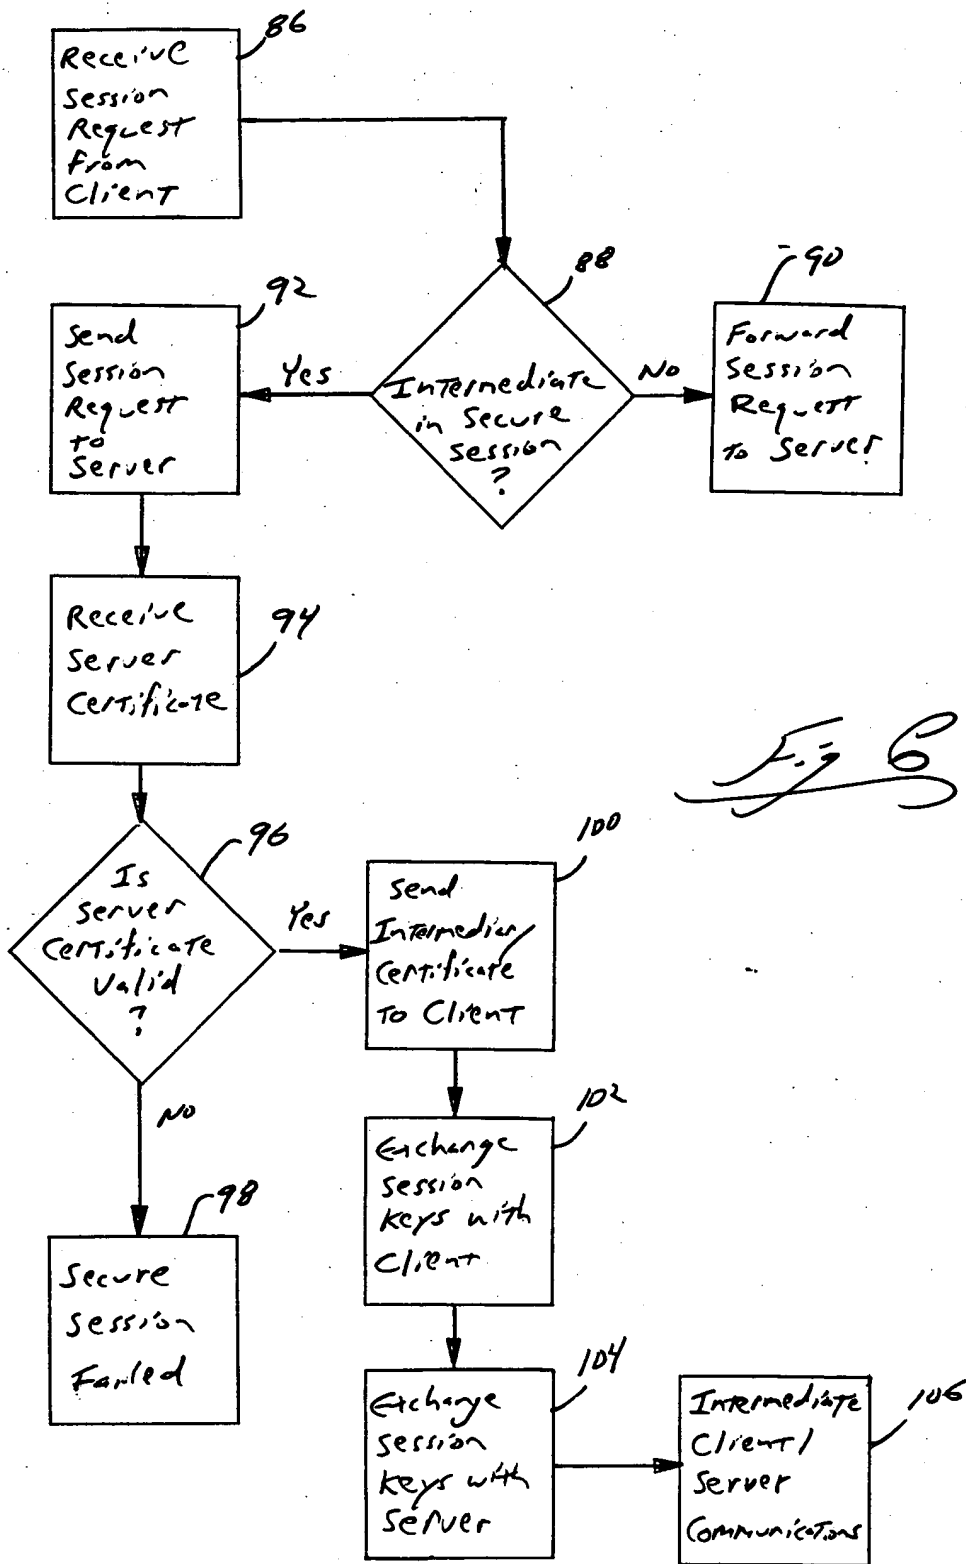 86
Receive
Session
Request
from
Client
88
Intermediate
in Secure
session
?
No
90
Forward
Session
Request
to Server
Yes
92
Send
Session
Request
to
Server
94
Receive
Server
Certificate
96
Is
Server
Certificate
Valid
?
No
98
Secure
Session
Failed
Yes
100
Send
Intermediary
Certificate
to Client
102
Exchange
session
keys with
Client
104
Exchange
session
keys with
Server
106
Intermediate
Client/
Server
Communications
Fig 6